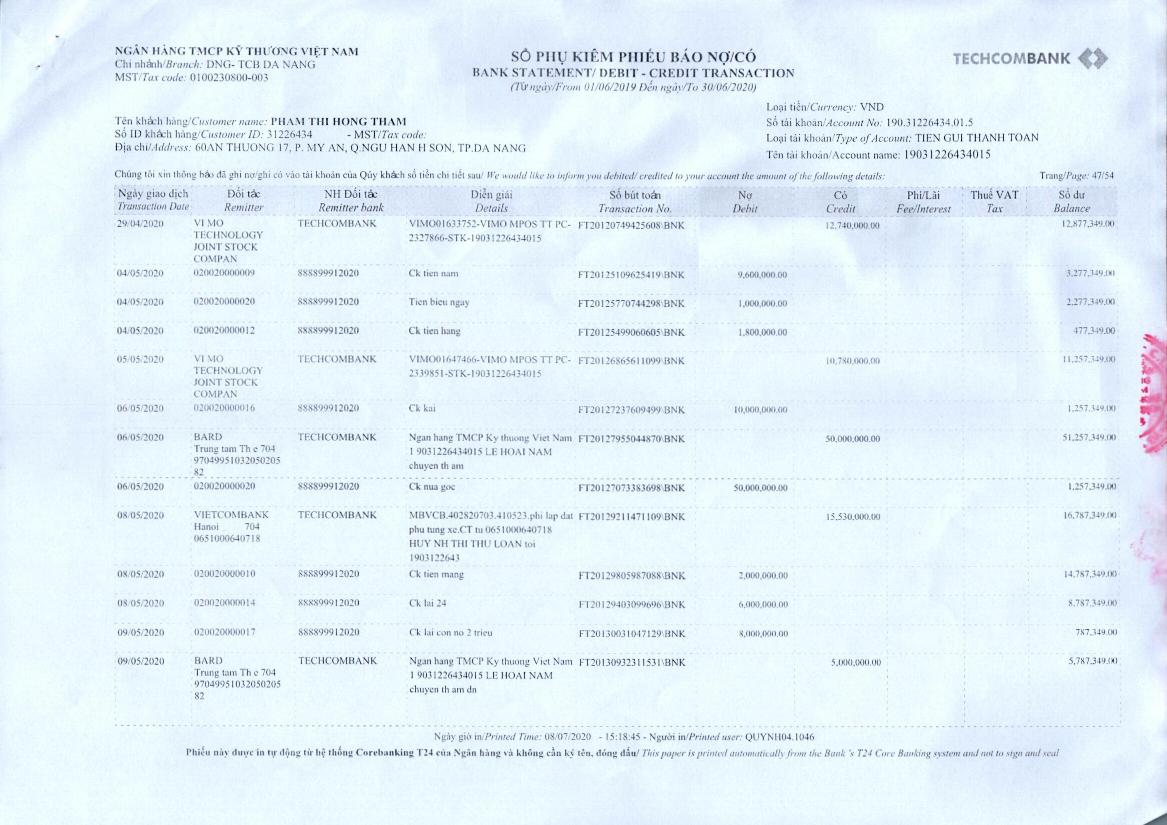 NGÂN HÀNG TMCP KỸ THƯƠNG VIỆT NAM
Chi nhánh/Branch: DNG- TCB DA NANG
MST/Tax code: 0100230800-003
SỔ PHỤ KIÊM PHIẾU BÁO NỢ/CÓ
BANK STATEMENT/ DEBIT - CREDIT TRANSACTION
(Từ ngày/From 01/06/2019 Đến ngày/To 30/06/2020)
TECHCOMBANK
Tên khách hàng/Customer name: PHAM THI HONG THAM
Số ID khách hàng/Customer ID: 31226434 - MST/Tax code:
Địa chỉ/Address: 60AN THUONG 17, P. MY AN, Q.NGU HAN H SON, TP.DA NANG
Loại tiền/Currency: VND
Số tài khoản/Account No: 190.31226434.01.5
Loại tài khoản/Type of Account: TIEN GUI THANH TOAN
Tên tài khoản/Account name: 19031226434015
Chúng tôi xin thông báo đã ghi nợ/ghi có vào tài khoản của Qúy khách số tiền chi tiết sau/ We would like to inform you debited/ credited to your account the amount of the following details:
Trang/Page: 47/54
Ngày giao dịch Đối tác NH Đối tác Diễn giải Số bút toán Nợ Có Phí/Lãi Thuế VAT Số dư
Transaction Date Remitter Remitter bank Details Transaction No. Debit Credit Fee/Interest Tax Balance
29/04/2020 VI MO TECHCOMBANK VIMO01633752-VIMO MPOS TT PC- FT20120749425608\BNK 12,740,000.00 12,877,349.00
TECHNOLOGY 2327866-STK-19031226434015
JOINT STOCK
COMPAN
04/05/2020 020020000009 888899912020 Ck tien nam FT20125109625419\BNK 9,600,000.00 3,277,349.00
04/05/2020 020020000020 888899912020 Tien bieu ngay FT20125770744298\BNK 1,000,000.00 2,277,349.00
04/05/2020 020020000012 888899912020 Ck tien hang FT20125499060605\BNK 1,800,000.00 477,349.00
05/05/2020 VI MO TECHCOMBANK VIMO01647466-VIMO MPOS TT PC- FT20126865611099\BNK 10,780,000.00 11,257,349.00
TECHNOLOGY 2339851-STK-19031226434015
JOINT STOCK
COMPAN
06/05/2020 020020000016 888899912020 Ck kai FT20127237609499\BNK 10,000,000.00 1,257,349.00
06/05/2020 BARD TECHCOMBANK Ngan hang TMCP Ky thuong Viet Nam FT20127955044870\BNK 50,000,000.00 51,257,349.00
Trung tam Th e 704 1 9031226434015 LE HOAI NAM
97049951032050205 chuyen th am
82
06/05/2020 020020000020 888899912020 Ck nua goc FT20127073383698\BNK 50,000,000.00 1,257,349.00
08/05/2020 VIETCOMBANK TECHCOMBANK MBVCB.402820703.410523.phi lap dat FT20129211471109\BNK 15,530,000.00 16,787,349.00
Hanoi 704 phu tung xe.CT tu 0651000640718
0651000640718 HUY NH THI THU LOAN toi
1903122643
08/05/2020 020020000010 888899912020 Ck tien mang FT20129805987088\BNK 2,000,000.00 14,787,349.00
08/05/2020 020020000014 888899912020 Ck lai 24 FT20129403099696\BNK 6,000,000.00 8,787,349.00
09/05/2020 020020000017 888899912020 Ck lai con no 2 trieu FT20130031047129\BNK 8,000,000.00 787,349.00
09/05/2020 BARD TECHCOMBANK Ngan hang TMCP Ky thuong Viet Nam FT20130932311531\BNK 5,000,000.00 5,787,349.00
Trung tam Th e 704 1 9031226434015 LE HOAI NAM
97049951032050205 chuyen th am dn
82
Ngày giờ in/Printed Time: 08/07/2020 - 15:18:45 - Người in/Printed user: QUYNH04.1046
Phiếu này được in tự động từ hệ thống Corebanking T24 của Ngân hàng và không cần ký tên, đóng dấu/ This paper is printed automatically from the Bank 's T24 Core Banking system and not to sign and seal